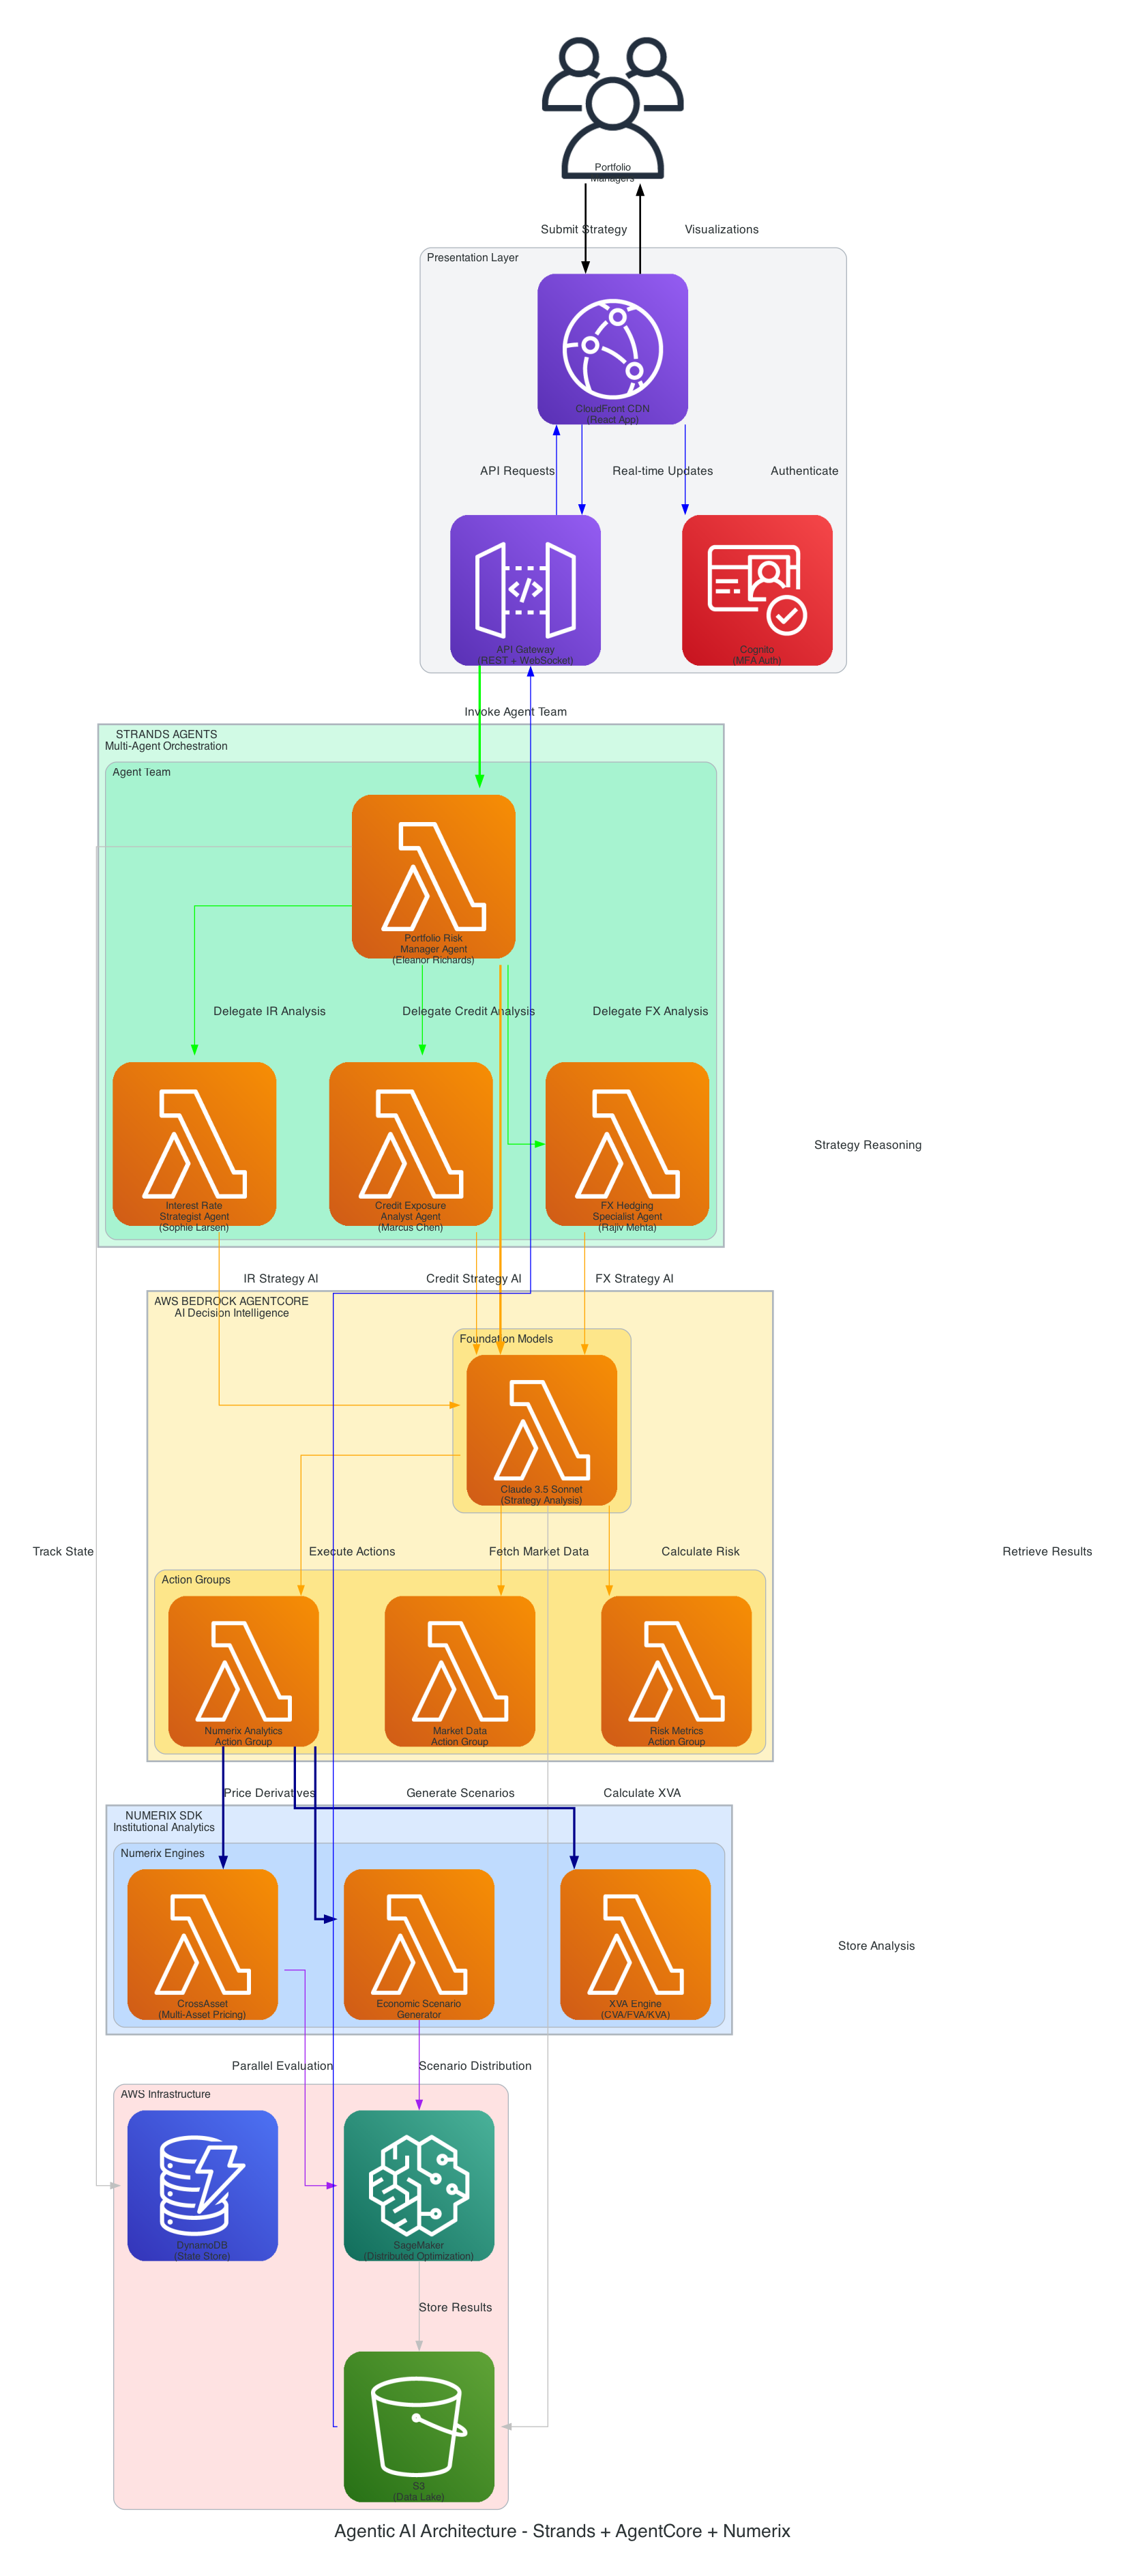 Portfolio
Managers
Submit Strategy
Visualizations
Presentation Layer
CloudFront CDN
(React App)
API Requests
Real-time Updates
Authenticate
API Gateway
(REST + WebSocket)
Cognito
(MFA Auth)
Invoke Agent Team
STRANDS AGENTS
Multi-Agent Orchestration
Agent Team
Portfolio Risk
Manager Agent
(Eleanor Richards)
Delegate IR Analysis
Delegate Credit Analysis
Delegate FX Analysis
Strategy Reasoning
Interest Rate
Strategist Agent
(Sophie Larsen)
Credit Exposure
Analyst Agent
(Marcus Chen)
FX Hedging
Specialist Agent
(Rajiv Mehta)
IR Strategy AI
Credit Strategy AI
FX Strategy AI
AWS BEDROCK AGENTCORE
AI Decision Intelligence
Foundation Models
Claude 3.5 Sonnet
(Strategy Analysis)
Track State
Execute Actions
Fetch Market Data
Calculate Risk
Retrieve Results
Action Groups
Numerix Analytics
Action Group
Market Data
Action Group
Risk Metrics
Action Group
Price Derivatives
Generate Scenarios
Calculate XVA
NUMERIX SDK
Institutional Analytics
Numerix Engines
Store Analysis
CrossAsset
(Multi-Asset Pricing)
Economic Scenario
Generator
XVA Engine
(CVA/FVA/KVA)
Parallel Evaluation
Scenario Distribution
AWS Infrastructure
DynamoDB
(State Store)
SageMaker
(Distributed Optimization)
Store Results
S3
(Data Lake)
Agentic AI Architecture - Strands + AgentCore + Numerix